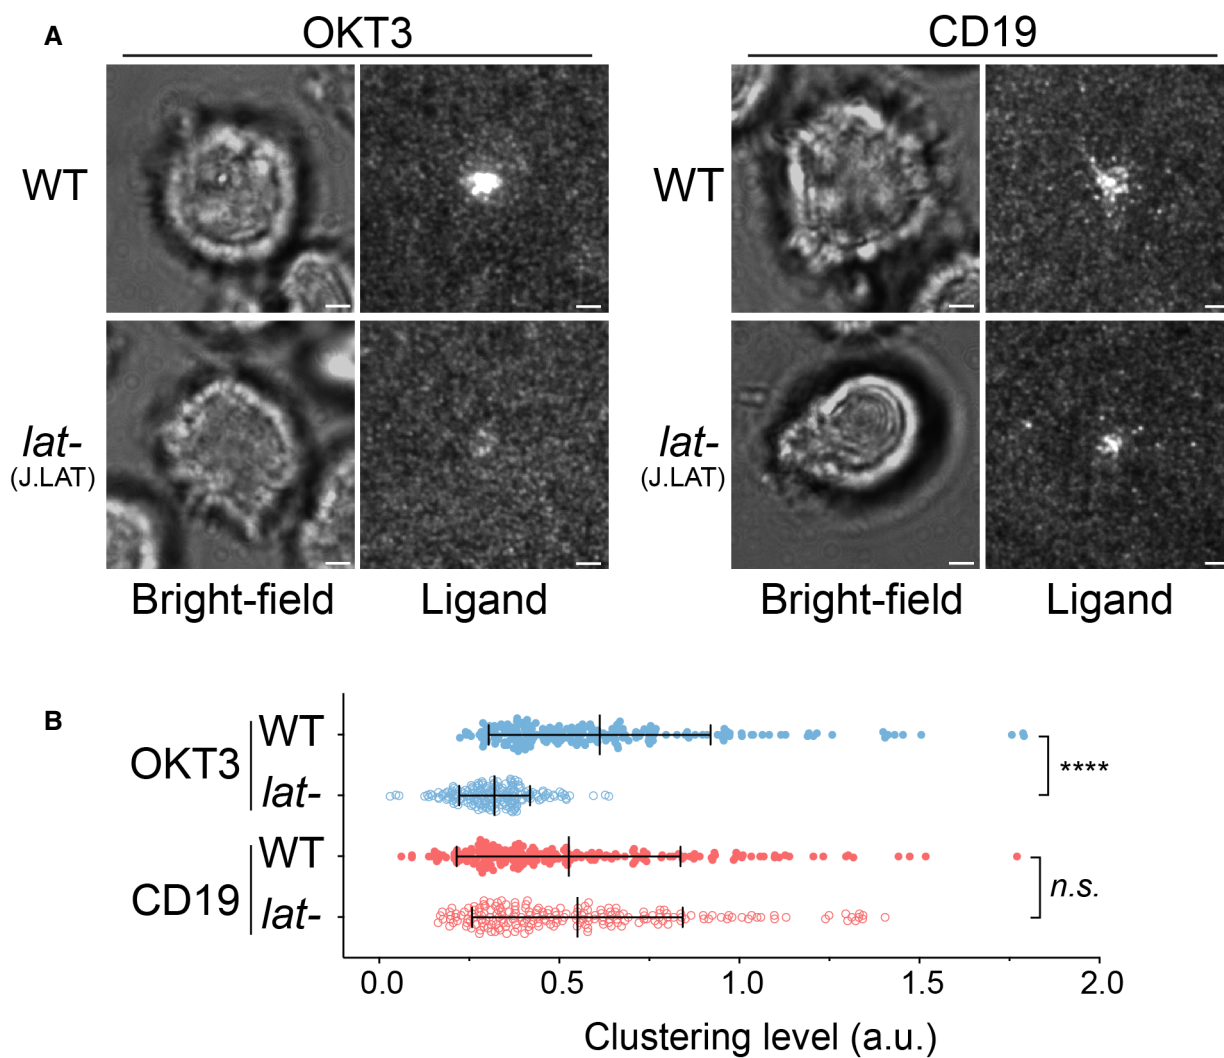 A
OKT3
CD19
WT
WT
lat-
(J.LAT)
lat-
(J.LAT)
Bright-field
Ligand
Bright-field
Ligand
B
OKT3
WT
lat-
****
CD19
WT
lat-
n.s.
0.0
0.5
1.0
1.5
2.0
Clustering level (a.u.)